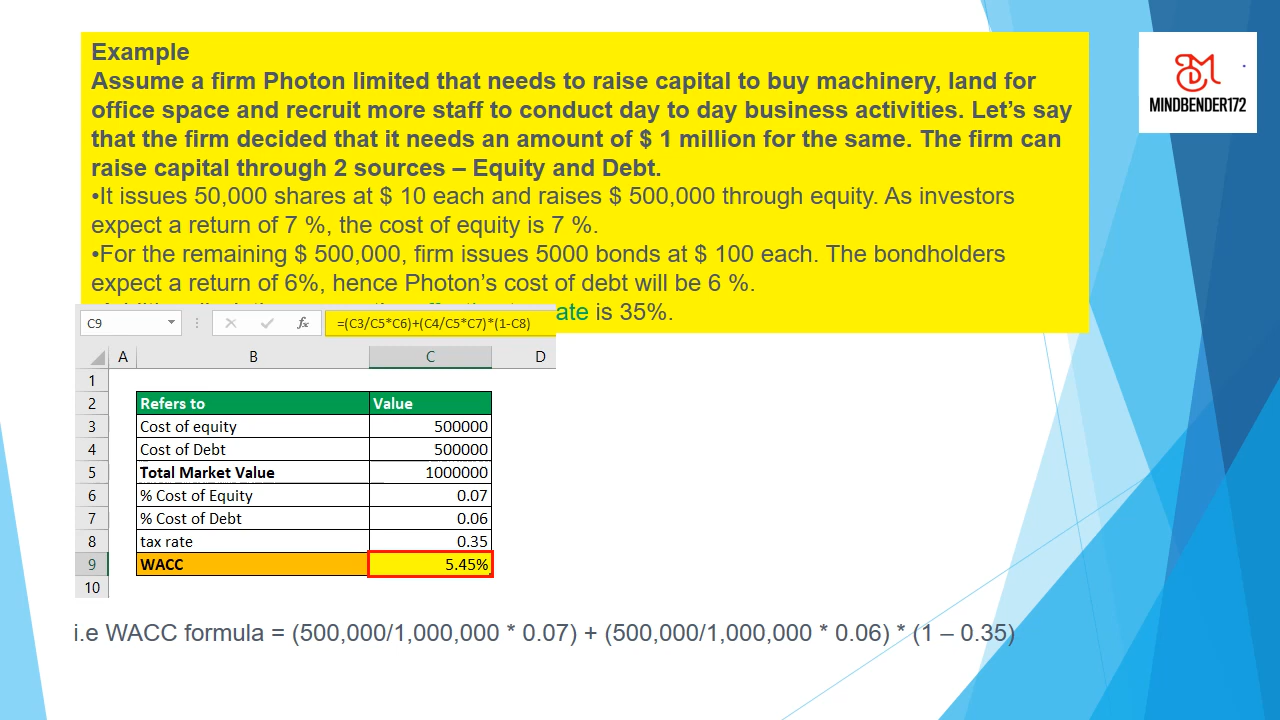 Example
Assume a firm Photon limited that needs to raise capital to buy machinery, land for
office space and recruit more staff to conduct day to day business activities. Let’s say
that the firm decided that it needs an amount of $ 1 million for the same. The firm can
raise capital through 2 sources – Equity and Debt.
•It issues 50,000 shares at $ 10 each and raises $ 500,000 through equity. As investors
expect a return of 7 %, the cost of equity is 7 %.
•For the remaining $ 500,000, firm issues 5000 bonds at $ 100 each. The bondholders
expect a return of 6%, hence Photon’s cost of debt will be 6 %.
ate is 35%.
MINDBENDER172
C9 fx =(C3/C5*C6)+(C4/C5*C7)*(1-C8)
A B C D
1
2 Refers to Value
3 Cost of equity 500000
4 Cost of Debt 500000
5 Total Market Value 1000000
6 % Cost of Equity 0.07
7 % Cost of Debt 0.06
8 tax rate 0.35
9 WACC 5.45%
10
i.e WACC formula = (500,000/1,000,000 * 0.07) + (500,000/1,000,000 * 0.06) * (1 – 0.35)